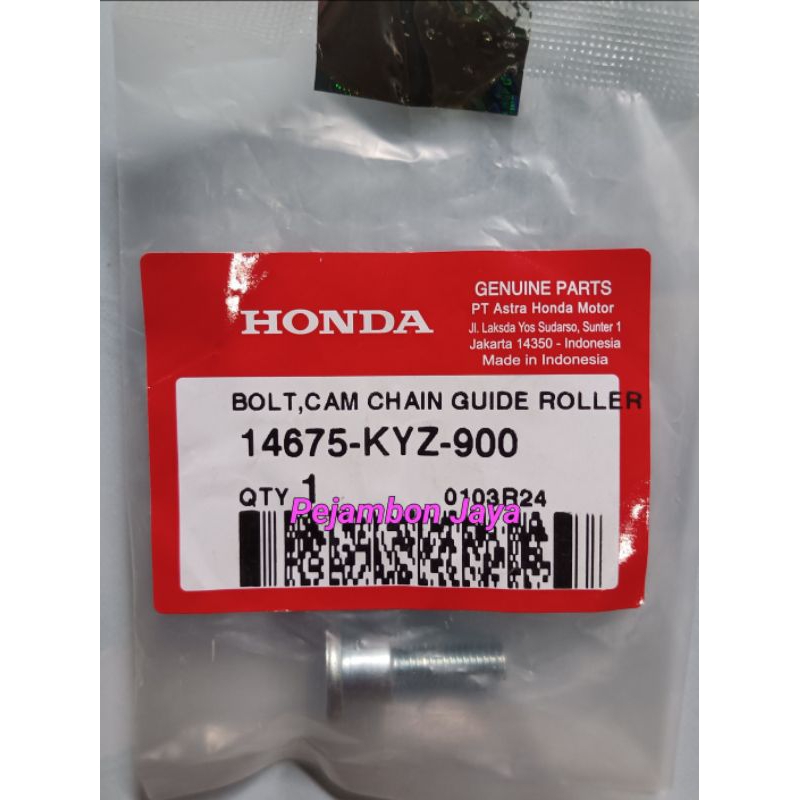 HONDA
GENUINE PARTS
PT Astra Honda Motor
Jl. Laksda Yos Sudarso, Sunter 1
Jakarta 14350 - Indonesia
Made in Indonesia
BOLT,CAM CHAIN GUIDE ROLLER
14675-KYZ-900
QTY 1 0103R24
Pejambon Jaya